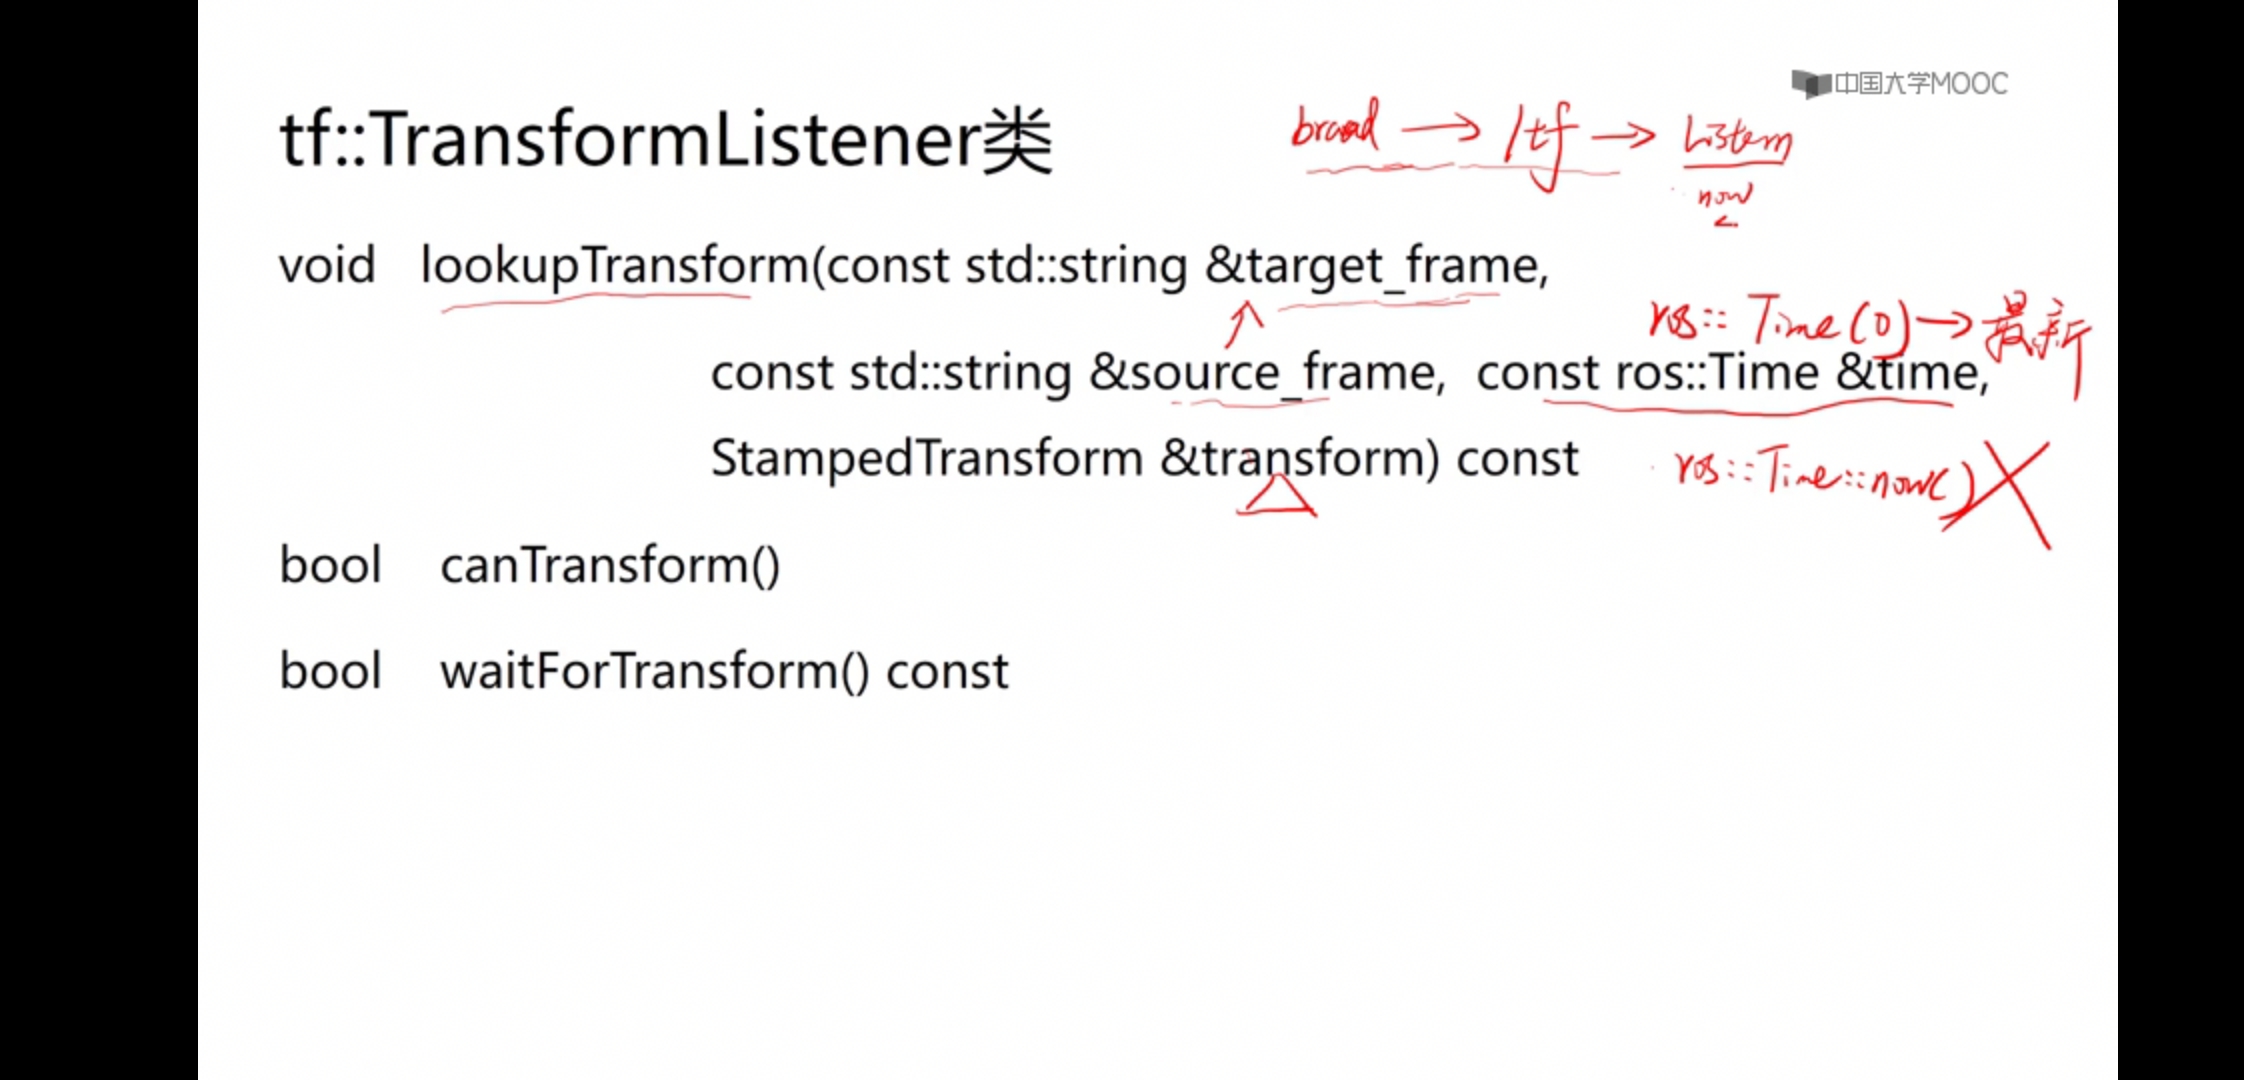 中国大学MOOC
tf::TransformListener类
broad → /tf → Listern
now
void lookupTransform(const std::string &target_frame,
ros::Time(0)→最新
const std::string &source_frame, const ros::Time &time,
StampedTransform &transform) const
ros::Time::now()
bool canTransform()
bool waitForTransform() const